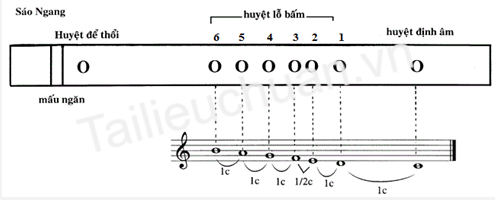 Sáo Ngang
Huyệt để thổi
huyệt lỗ bấm
huyệt định âm
6 5 4 3 2 1
mấu ngăn
Tailieuchuan.vn
1c 1c 1c 1/2c 1c 1c